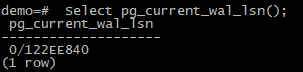 demo=#  Select pg_current_wal_lsn();
 pg_current_wal_lsn
--------------------
 0/122EE840
(1 row)